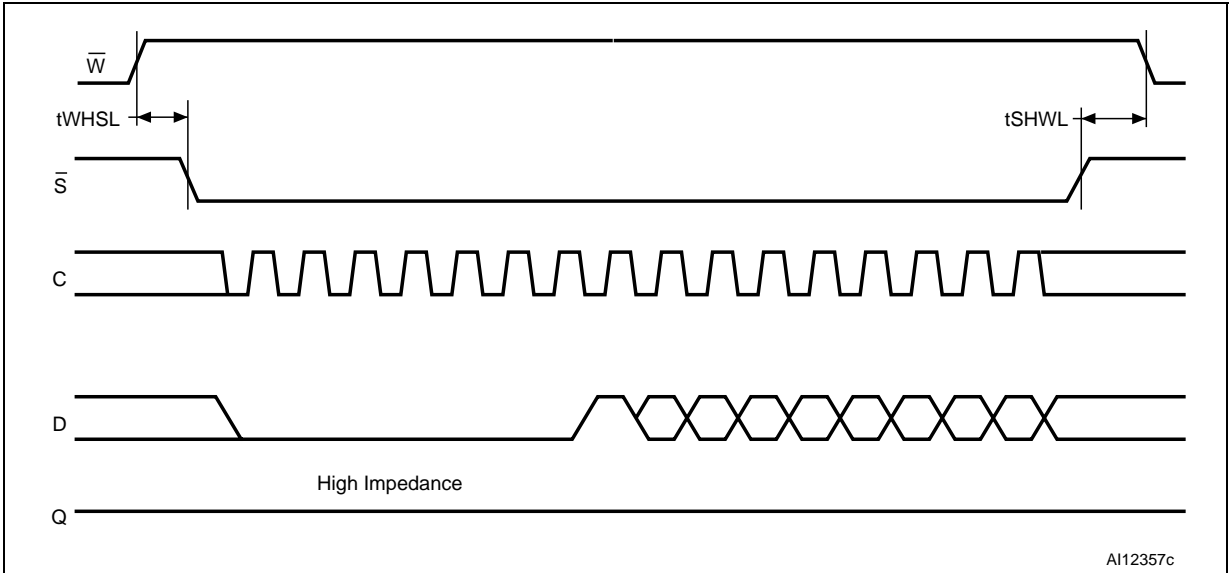 W̅
tWHSL
tSHWL
S̅
C
D
High Impedance
Q
AI12357c